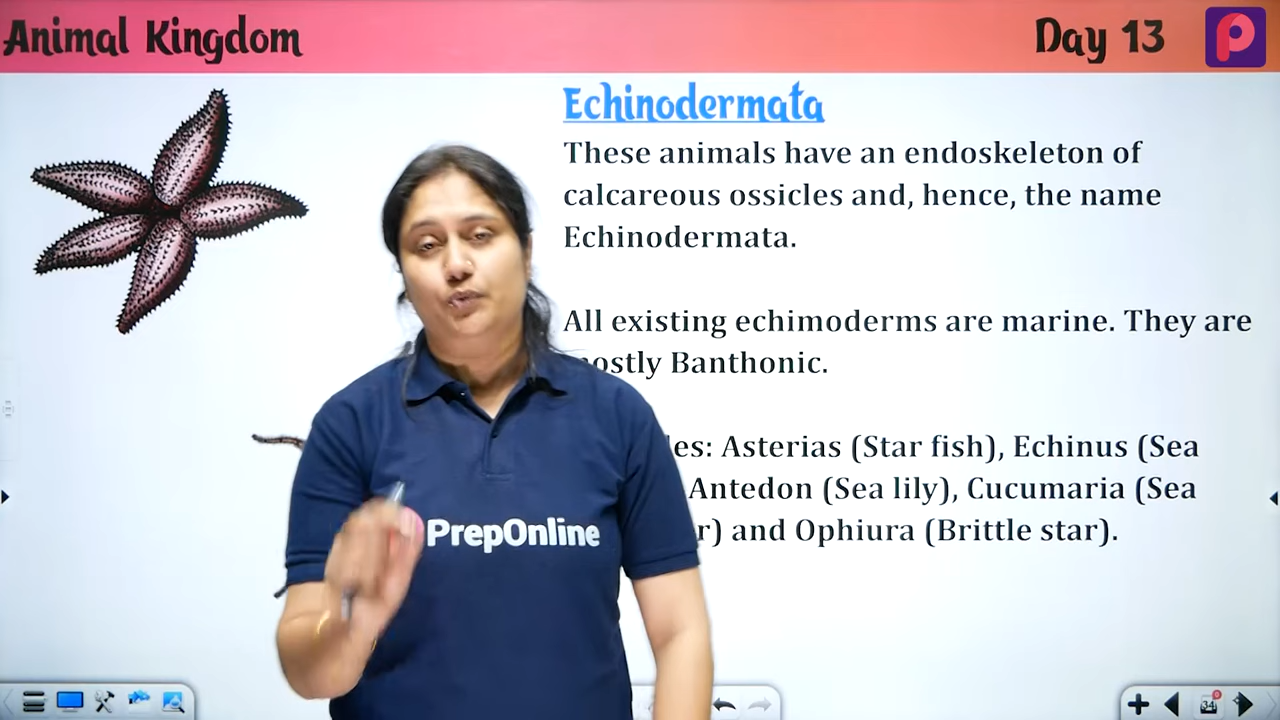 Animal Kingdom
Day 13
Echinodermata
These animals have an endoskeleton of
calcareous ossicles and, hence, the name
Echinodermata.
All existing echimoderms are marine. They are
mostly Banthonic.
les: Asterias (Star fish), Echinus (Sea
Antedon (Sea lily), Cucumaria (Sea
r) and Ophiura (Brittle star).
PrepOnline
34